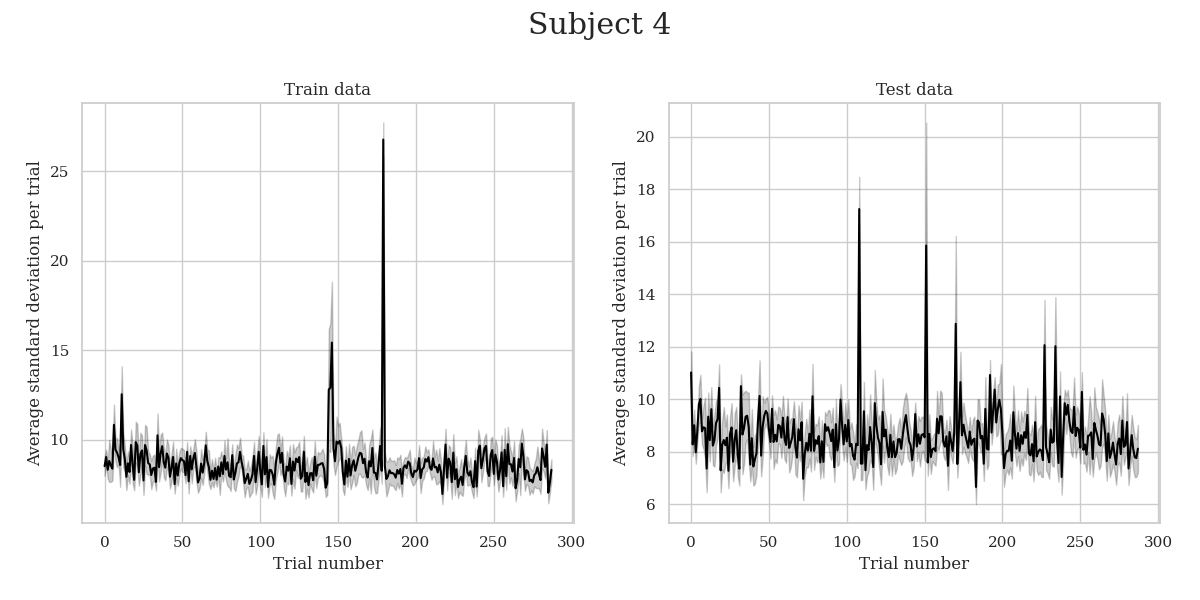 Subject 4
Train data
Average standard deviation per trial
25
20
15
10
0 50 100 150 200 250 300
Trial number
Test data
Average standard deviation per trial
20
18
16
14
12
10
8
6
0 50 100 150 200 250 300
Trial number